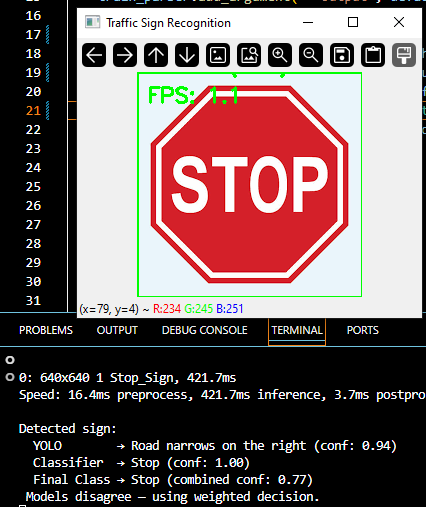 16
Traffic Sign Recognition
17
18
19
20
21
22
23
24
25
26
27
28
29
30
31
FPS: 1.1
STOP
(x=79, y=4) ~ R:234 G:245 B:251
PROBLEMS OUTPUT DEBUG CONSOLE TERMINAL PORTS
0: 640x640 1 Stop_Sign, 421.7ms
Speed: 16.4ms preprocess, 421.7ms inference, 3.7ms postpro
Detected sign:
YOLO → Road narrows on the right (conf: 0.94)
Classifier → Stop (conf: 1.00)
Final Class → Stop (combined conf: 0.77)
Models disagree — using weighted decision.